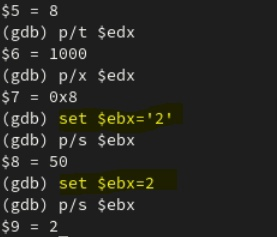 $5 = 8
(gdb) p/t $edx
$6 = 1000
(gdb) p/x $edx
$7 = 0x8
(gdb) set $ebx='2'
(gdb) p/s $ebx
$8 = 50
(gdb) set $ebx=2
(gdb) p/s $ebx
$9 = 2